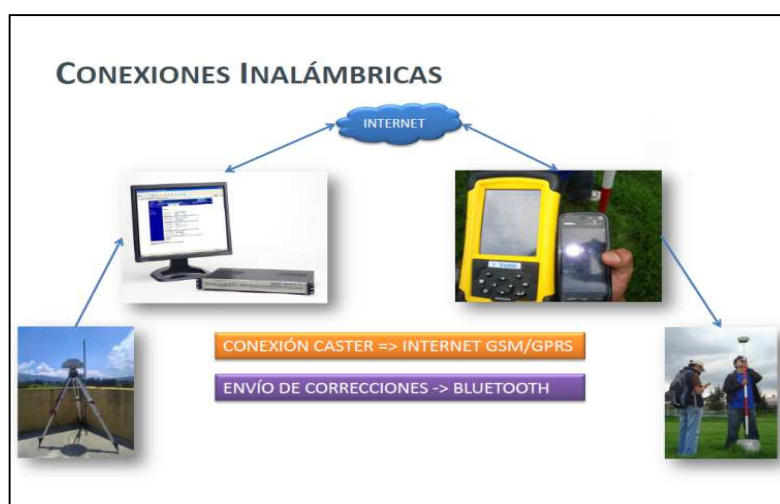 CONEXIONES INALÁMBRICAS
INTERNET
CONEXIÓN CASTER => INTERNET GSM/GPRS
ENVÍO DE CORRECCIONES -> BLUETOOTH